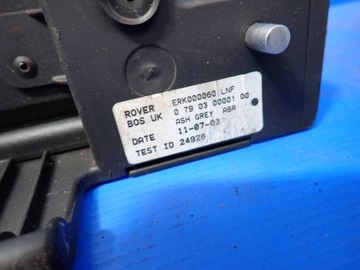 ROVER ERK000060 LNF
BOS UK 0 79 03 00001 00
ASH GREY ABR
DATE 11-07-03
TEST ID 24926